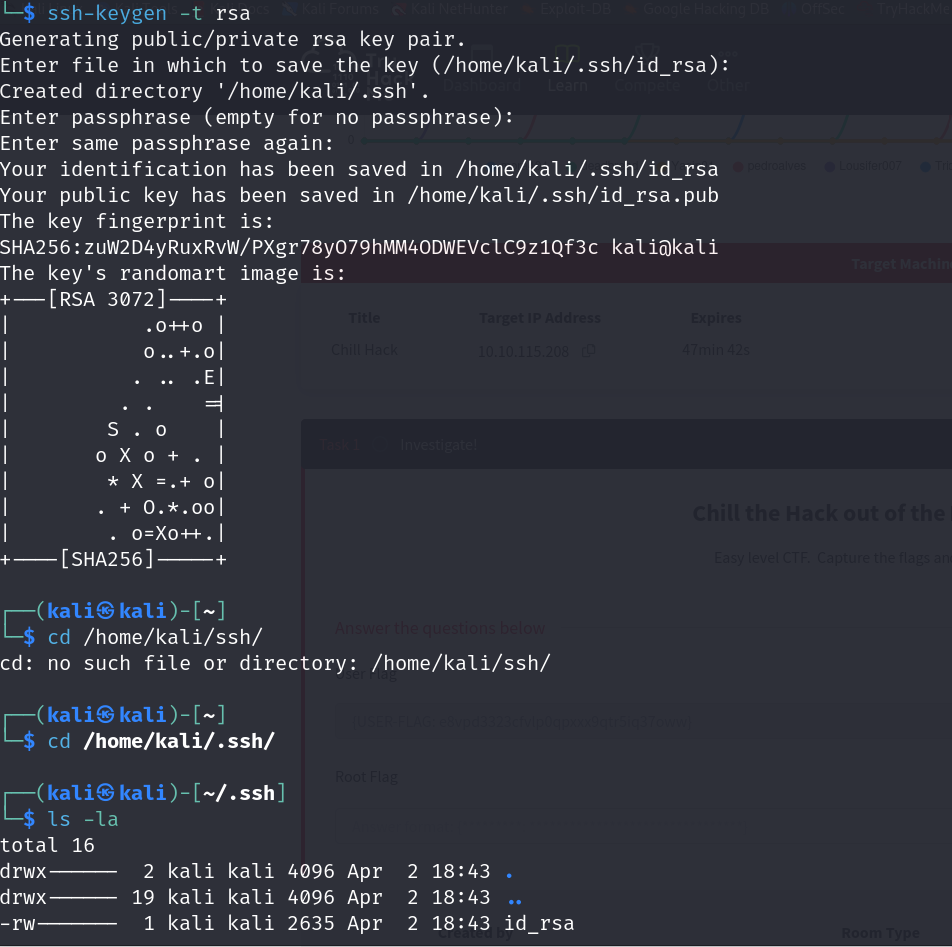 └─$ ssh-keygen -t rsa
Kali Forums Kali NetHunter Exploit-DB Google Hacking DB OffSec TryHackMe
Generating public/private rsa key pair.
Enter file in which to save the key (/home/kali/.ssh/id_rsa):
Created directory '/home/kali/.ssh'.
Dashboard Learn Compete Other
Enter passphrase (empty for no passphrase):
Enter same passphrase again:
Your identification has been saved in /home/kali/.ssh/id_rsa
Your public key has been saved in /home/kali/.ssh/id_rsa.pub
The key fingerprint is:
SHA256:zuW2D4yRuxRvW/PXgr78yO79hMM4ODWEVclC9z1Qf3c kali@kali
The key's randomart image is:
+---[RSA 3072]----+
|           .o++o |
|           o..+.o|
|          . .. .E|
|         . .    =|
|        S . o    |
|       o X o + . |
|        * X =.+ o|
|       . + O.*.oo|
|        . o=Xo++.|
+----[SHA256]-----+
Target Machine
Title Target IP Address Expires
Chill Hack 10.10.115.208 47min 42s
Task 1 Investigate!
Chill the Hack out of the
Easy level CTF. Capture the flags and
┌──(kali㉿kali)-[~]
└─$ cd /home/kali/ssh/
Answer the questions below
cd: no such file or directory: /home/kali/ssh/
User Flag
┌──(kali㉿kali)-[~]
└─$ cd /home/kali/.ssh/
Root Flag
┌──(kali㉿kali)-[~/.ssh]
└─$ ls -la
total 16
drwx------  2 kali kali 4096 Apr  2 18:43 .
drwx------ 19 kali kali 4096 Apr  2 18:43 ..
-rw-------  1 kali kali 2635 Apr  2 18:43 id_rsa
Created by Room Type